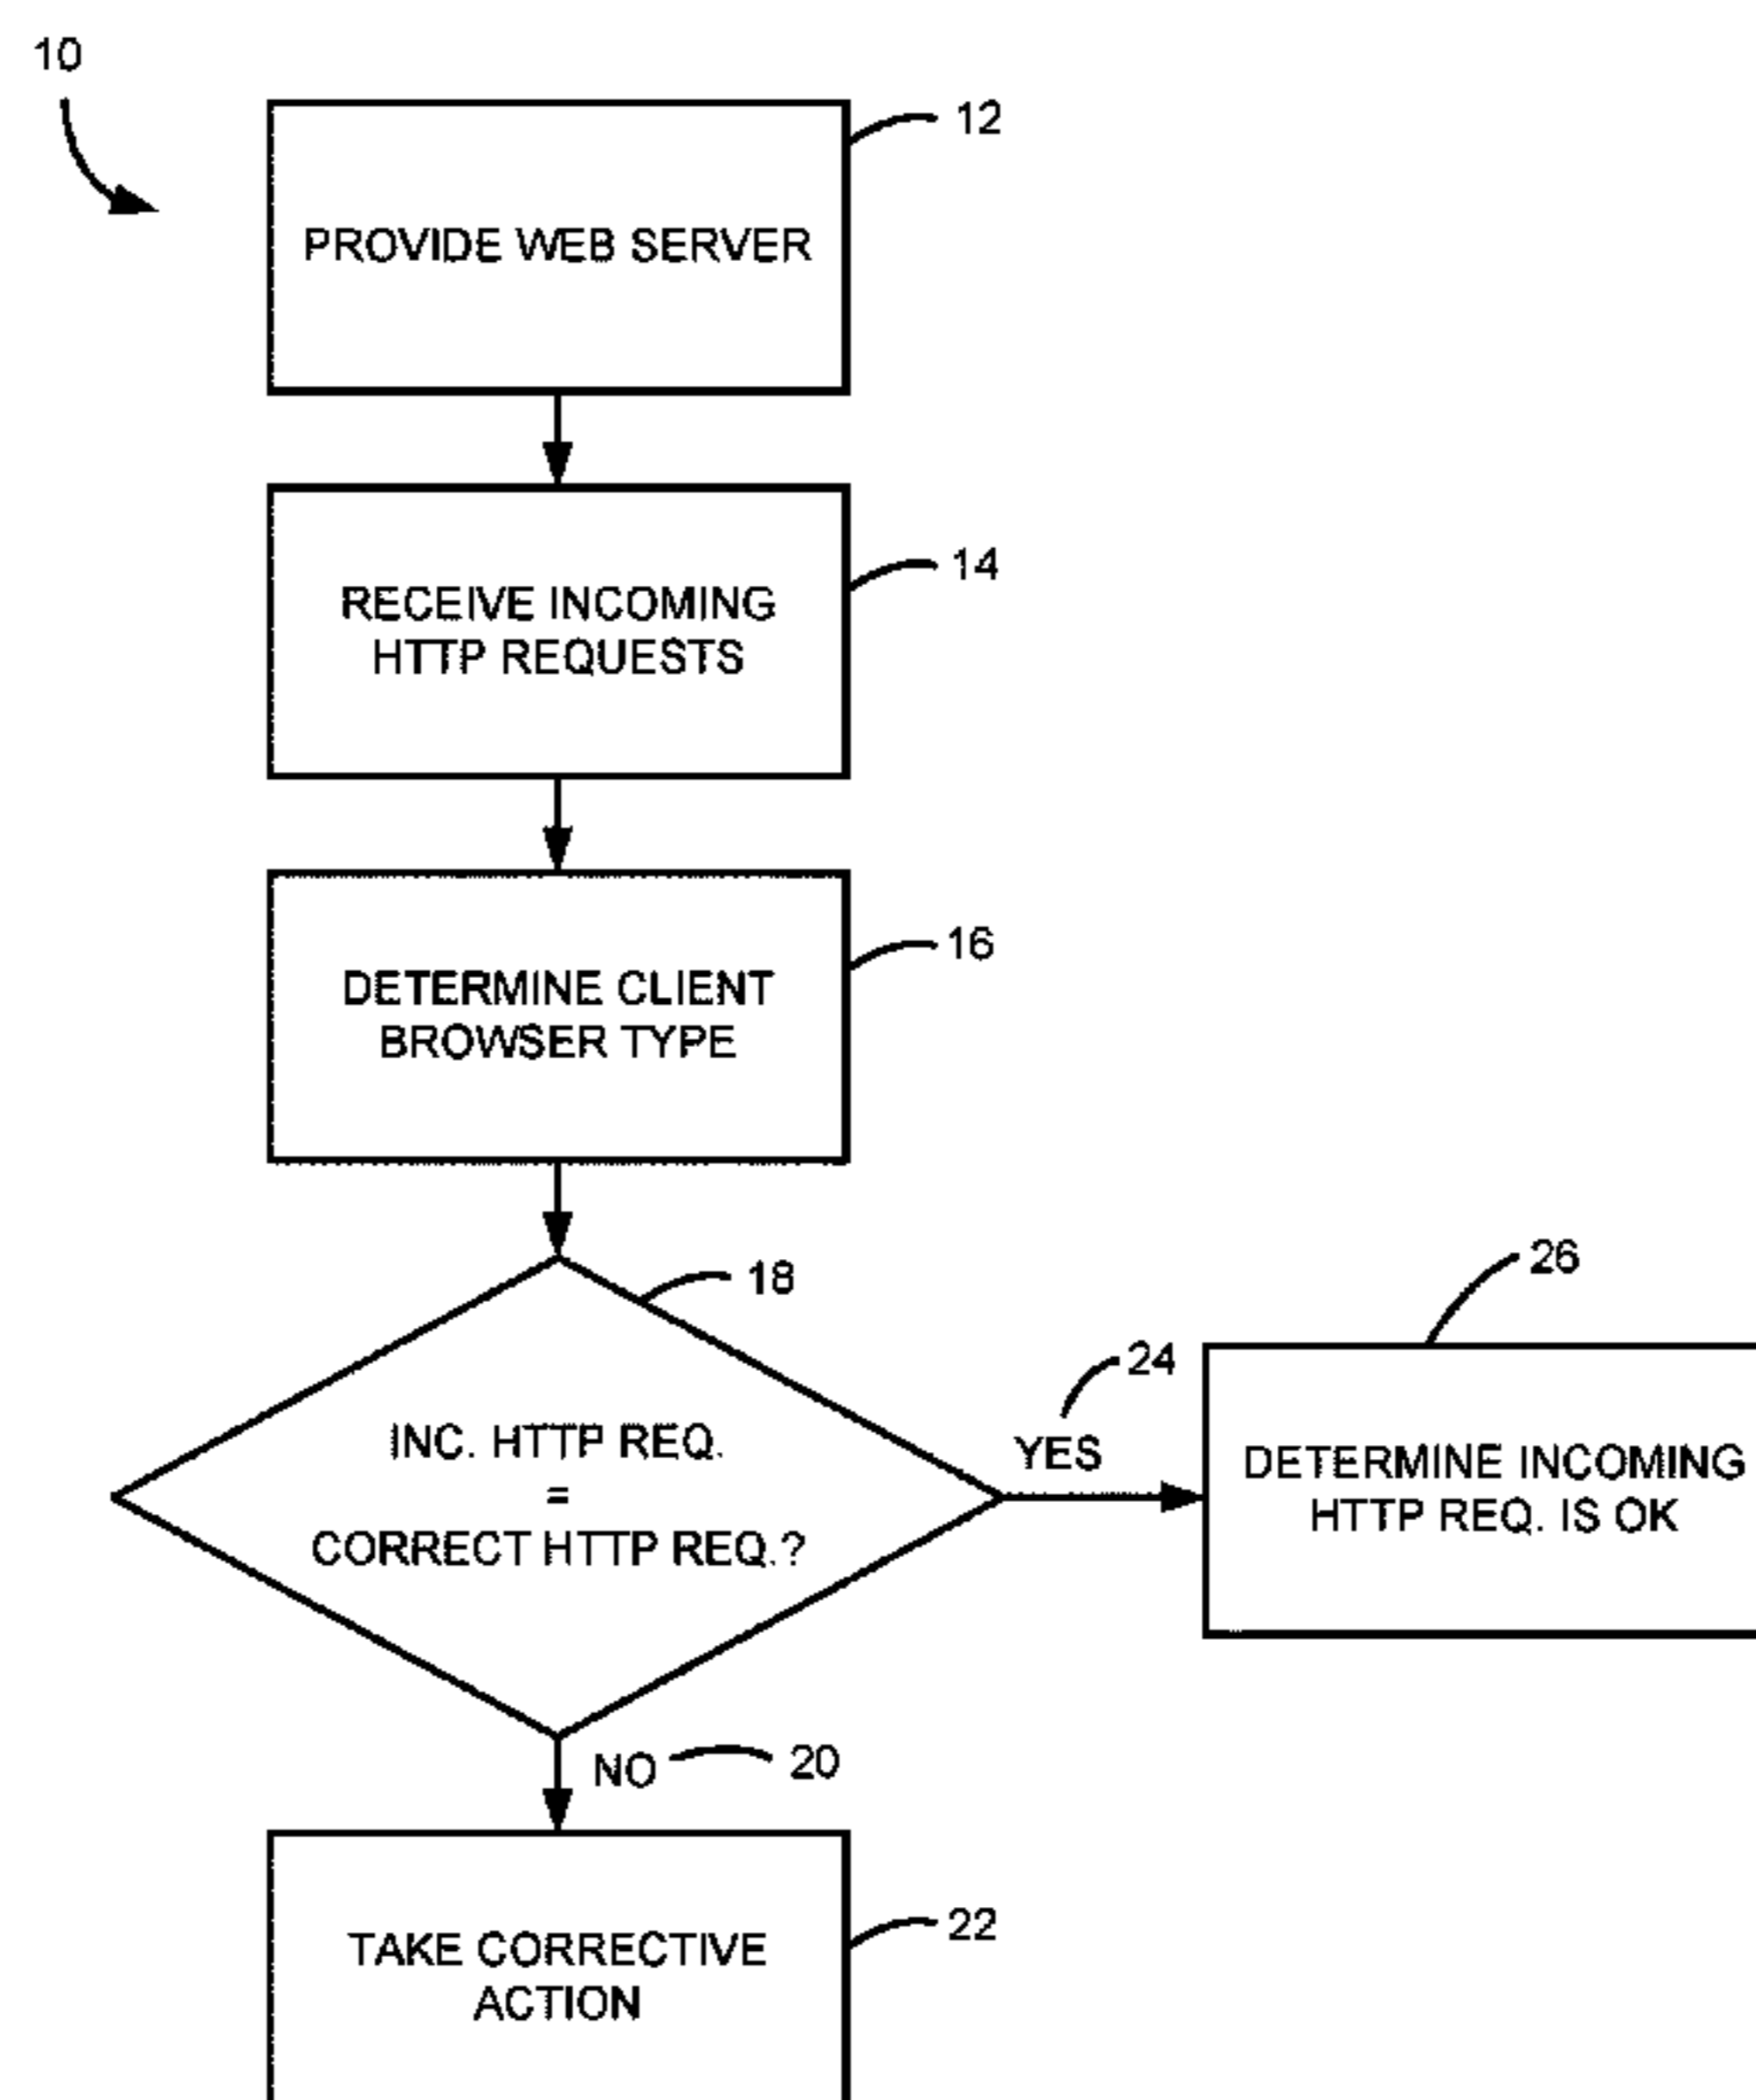 10
12
PROVIDE WEB SERVER
14
RECEIVE INCOMING
HTTP REQUESTS
16
DETERMINE CLIENT
BROWSER TYPE
18
26
24
INC. HTTP REQ.
=
CORRECT HTTP REQ.?
YES
DETERMINE INCOMING
HTTP REQ. IS OK
NO
20
22
TAKE CORRECTIVE
ACTION